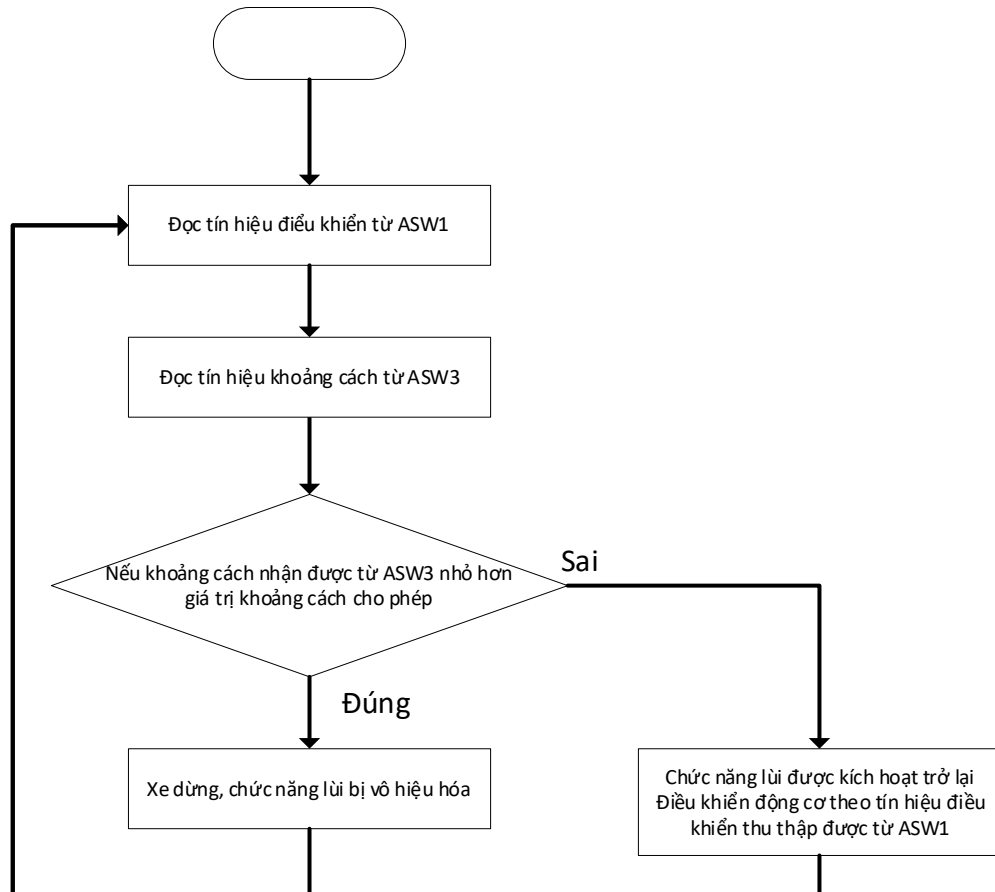 Đọc tín hiệu điểu khiển từ ASW1
Đọc tín hiệu khoảng cách từ ASW3
Nếu khoảng cách nhận được từ ASW3 nhỏ hơn
giá trị khoảng cách cho phép
Sai
Đúng
Xe dừng, chức năng lùi bị vô hiệu hóa
Chức năng lùi được kích hoạt trở lại
Điều khiển động cơ theo tín hiệu điều
khiển thu thập được từ ASW1